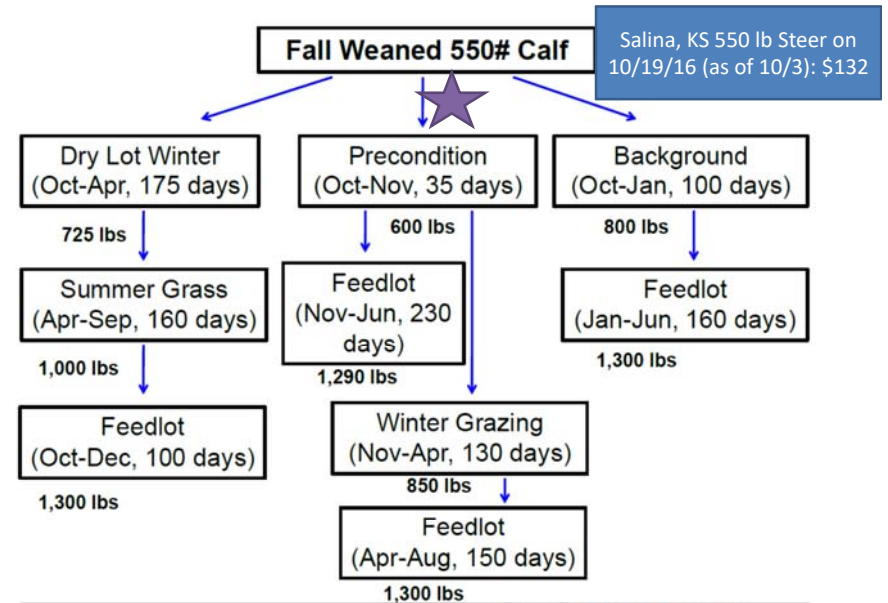 Fall Weaned 550# Calf
Salina, KS 550 lb Steer on
10/19/16 (as of 10/3): $132
Dry Lot Winter
(Oct-Apr, 175 days)
Precondition
(Oct-Nov, 35 days)
Background
(Oct-Jan, 100 days)
725 lbs
600 lbs
800 lbs
Summer Grass
(Apr-Sep, 160 days)
Feedlot
(Nov-Jun, 230
days)
Feedlot
(Jan-Jun, 160 days)
1,000 lbs
1,290 lbs
1,300 lbs
Feedlot
(Oct-Dec, 100 days)
Winter Grazing
(Nov-Apr, 130 days)
1,300 lbs
850 lbs
Feedlot
(Apr-Aug, 150 days)
1,300 lbs